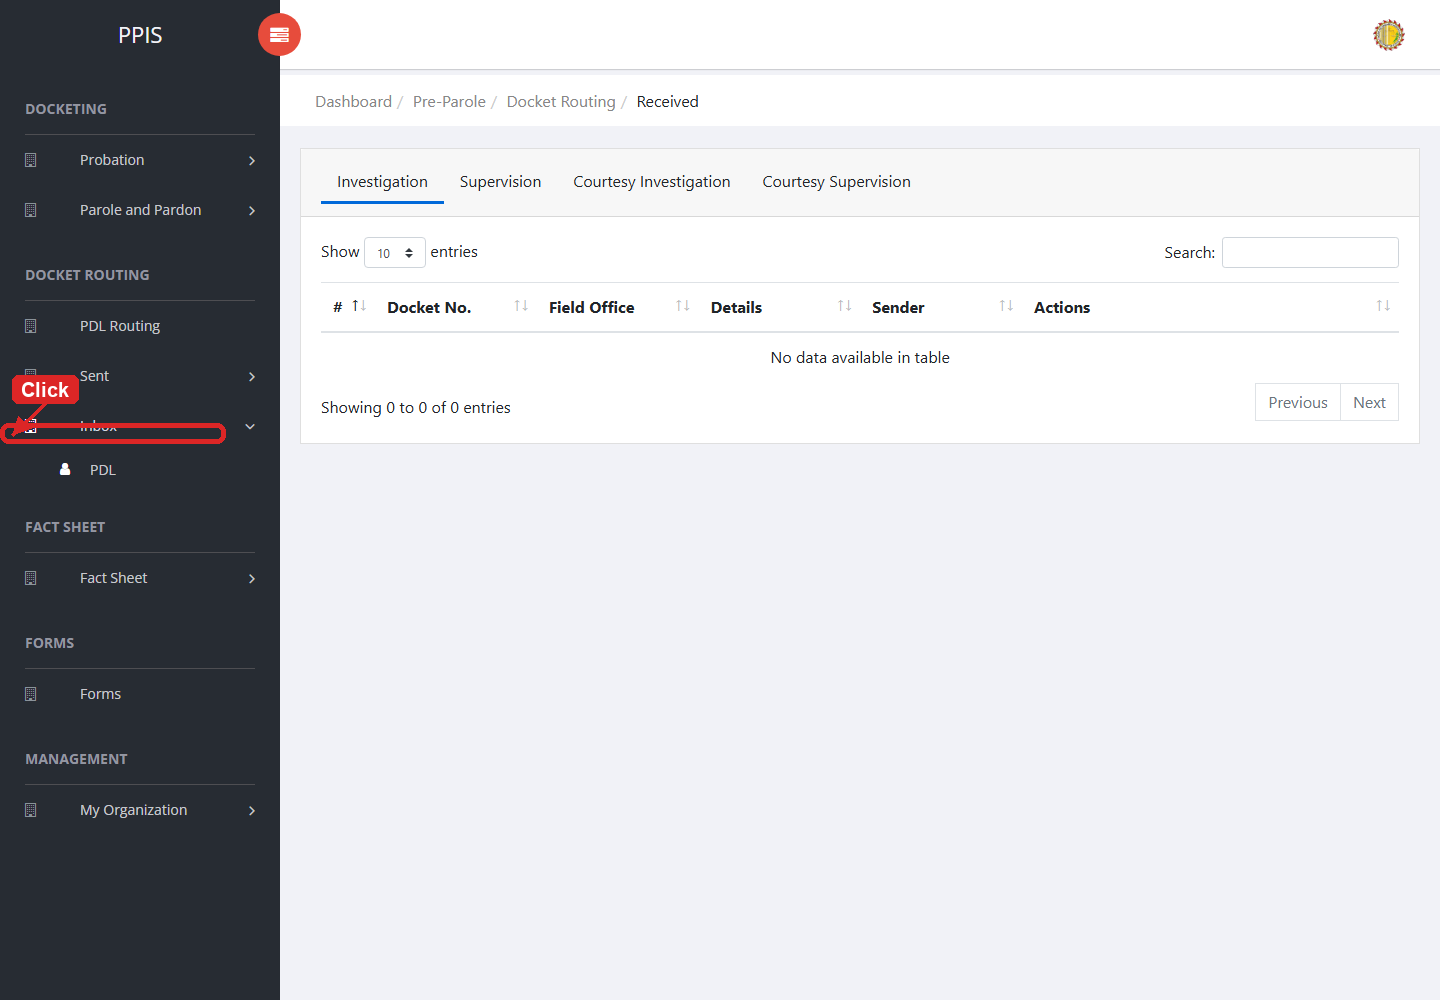 PPIS
DOCKETING
Probation
Parole and Pardon
DOCKET ROUTING
PDL Routing
Sent
Click
Inbox
PDL
FACT SHEET
Fact Sheet
FORMS
Forms
MANAGEMENT
My Organization
Dashboard / Pre-Parole / Docket Routing / Received
Investigation Supervision Courtesy Investigation Courtesy Supervision
Show 10 entries Search:
# Docket No. Field Office Details Sender Actions
No data available in table
Showing 0 to 0 of 0 entries Previous Next